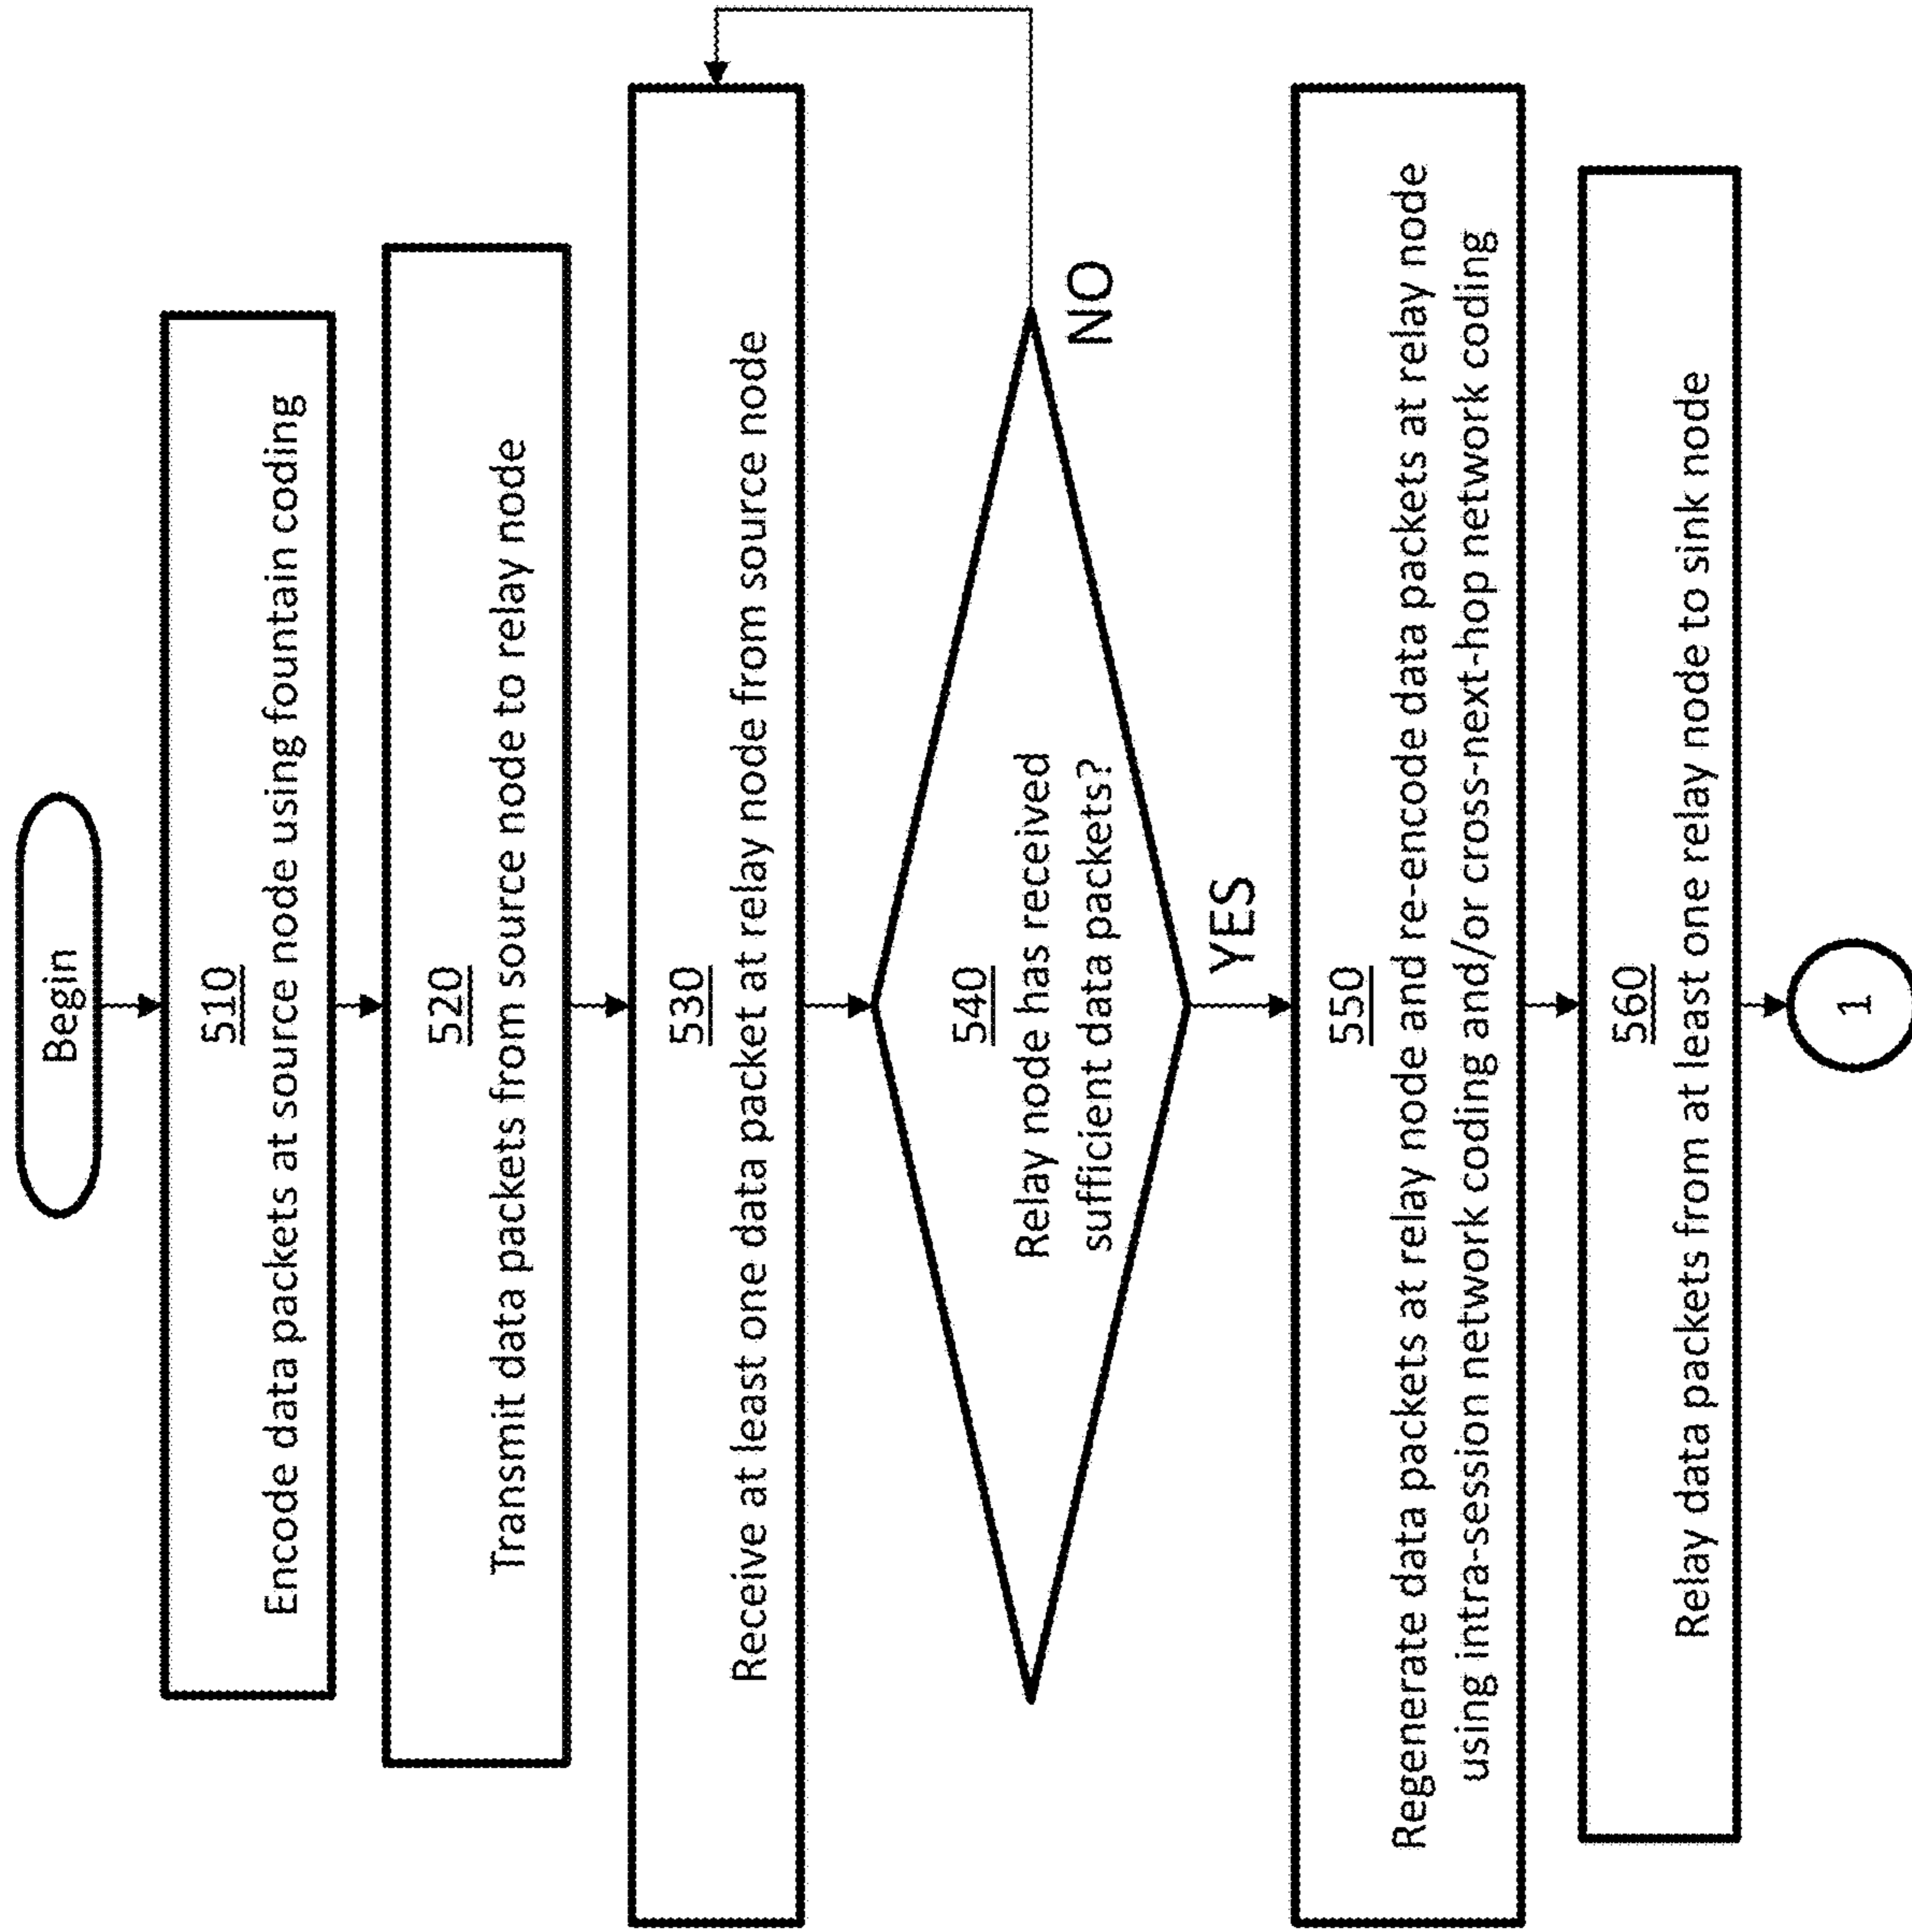 Begin
510
Encode data packets at source node using fountain coding
520
Transmit data packets from source node to relay node
530
Receive at least one data packet at relay node from source node
540
Relay node has received
sufficient data packets?
NO
YES
550
Regenerate data packets at relay node and re-encode data packets at relay node
using intra-session network coding and/or cross-next-hop network coding
560
Relay data packets from at least one relay node to sink node
1